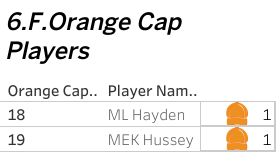 6.F.Orange Cap
Players
Orange Cap.. Player Nam..
18 ML Hayden 1
19 MEK Hussey 1